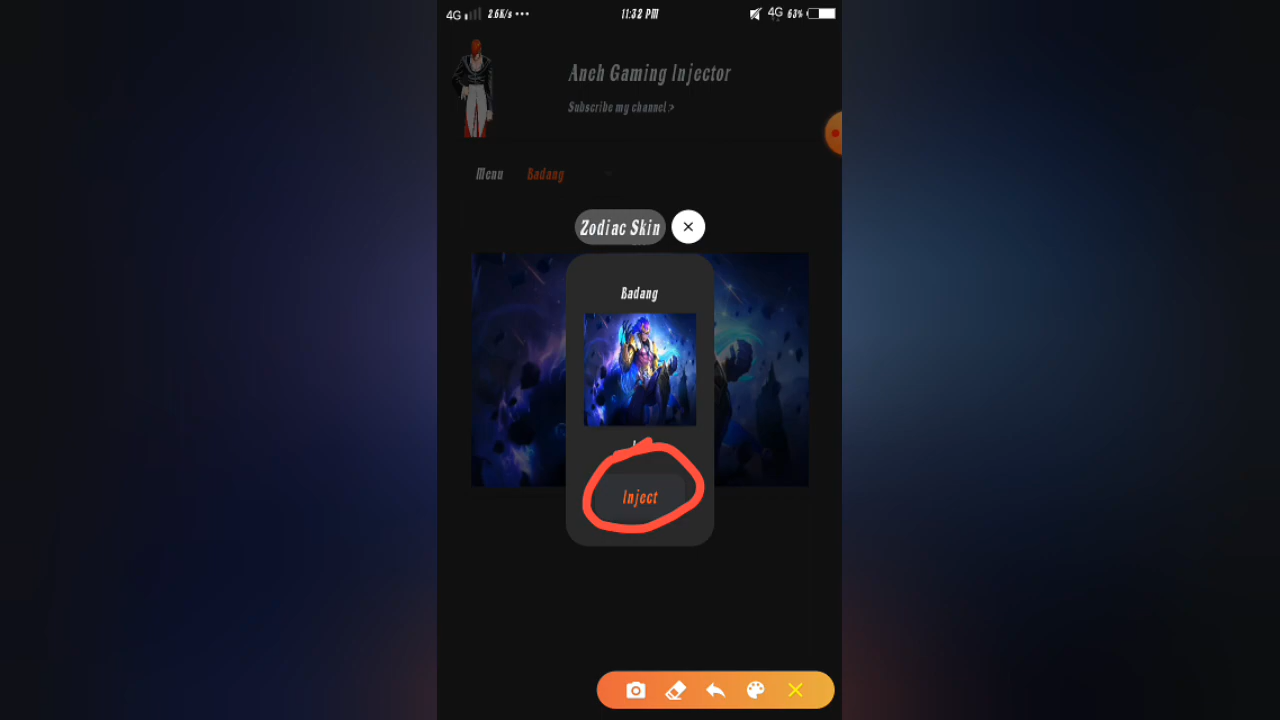 4G 2.6K/s ••• 11:32 PM 4G 63%
Anch Gaming Injector
Subscribe my channel >
Menu Badang
Zodiac Skin
Badang
Inject